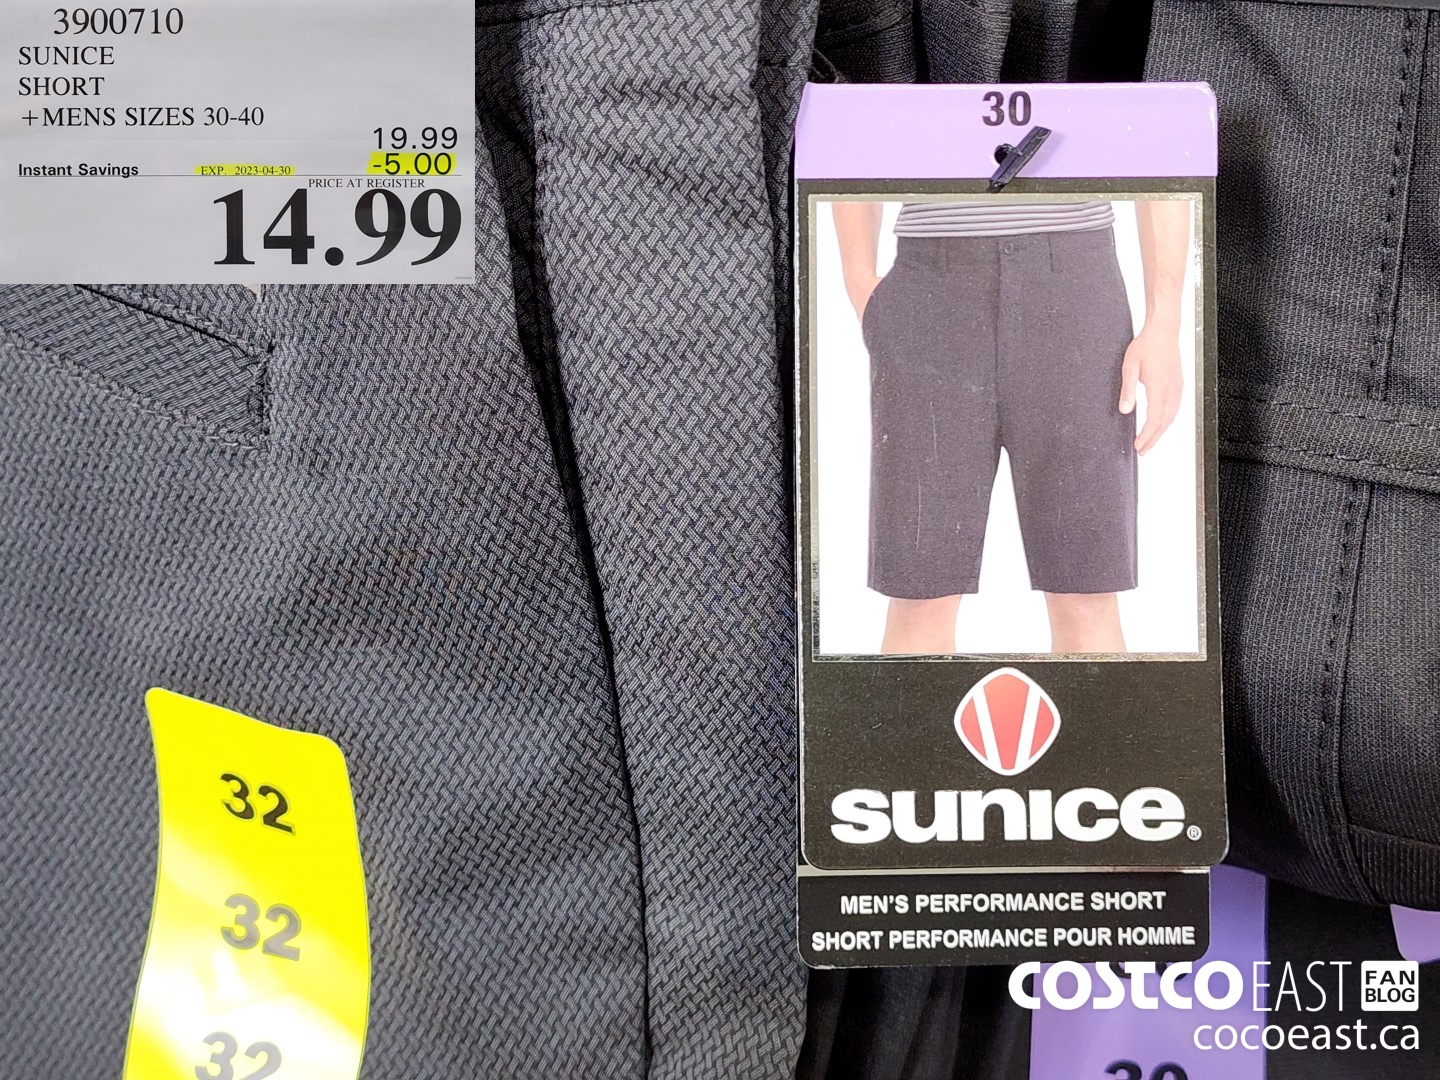 3900710
SUNICE
SHORT
+MENS SIZES 30-40
19.99
Instant Savings EXP. 2023-04-30 -5.00
PRICE AT REGISTER
14.99
30
sunice®
MEN'S PERFORMANCE SHORT
SHORT PERFORMANCE POUR HOMME
32
32
32
30
COSTCO EAST FAN BLOG
cocoeast.ca